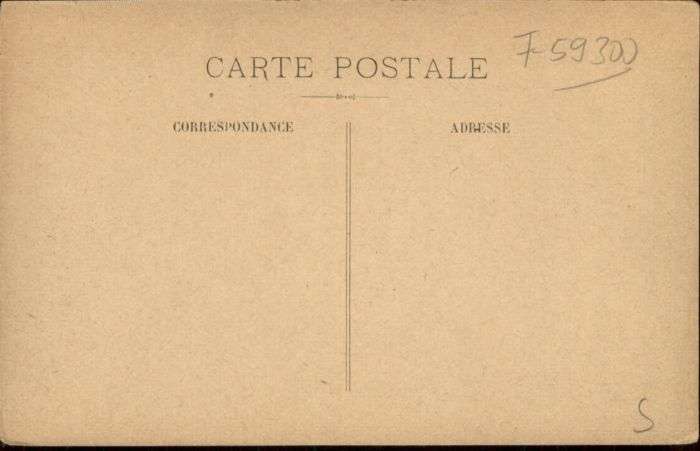 F-59300
CARTE POSTALE
CORRESPONDANCE
ADRESSE
S